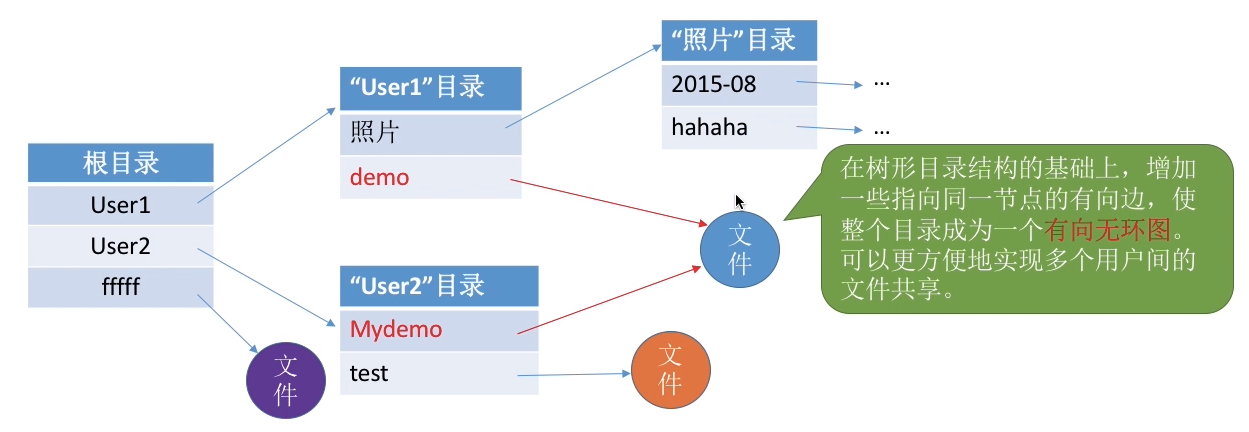 根目录
User1
User2
fffff
文
件
“User1”目录
照片
demo
“User2”目录
Mydemo
test
“照片”目录
2015-08
...
hahaha
...
文
件
文
件
在树形目录结构的基础上，增加
一些指向同一节点的有向边，使
整个目录成为一个有向无环图。
可以更方便地实现多个用户间的
文件共享。